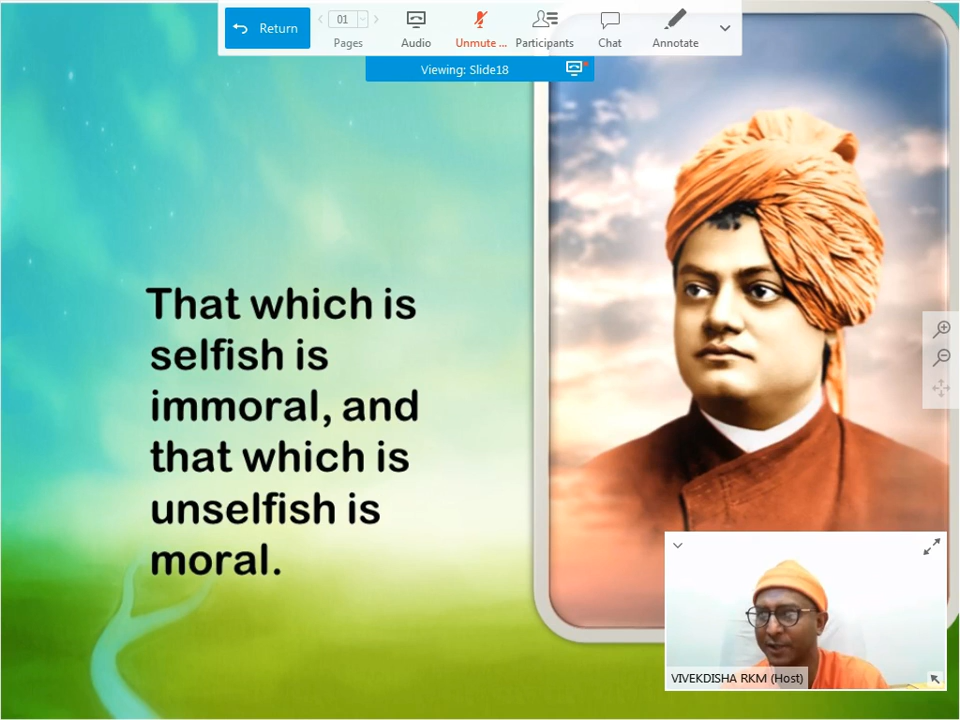 Return
01
Pages
Audio
Unmute ...
Participants
Chat
Annotate
Viewing: Slide18
That which is
selfish is
immoral, and
that which is
unselfish is
moral.
VIVEKDISHA RKM (Host)